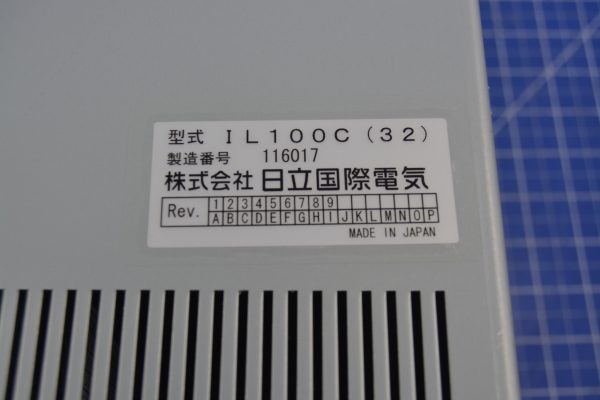 型式 IL100C(32)
製造番号 116017
株式会社 日立国際電気
Rev. 1 2 3 4 5 6 7 8 9
A B C D E F G H I J K L M N O P
MADE IN JAPAN